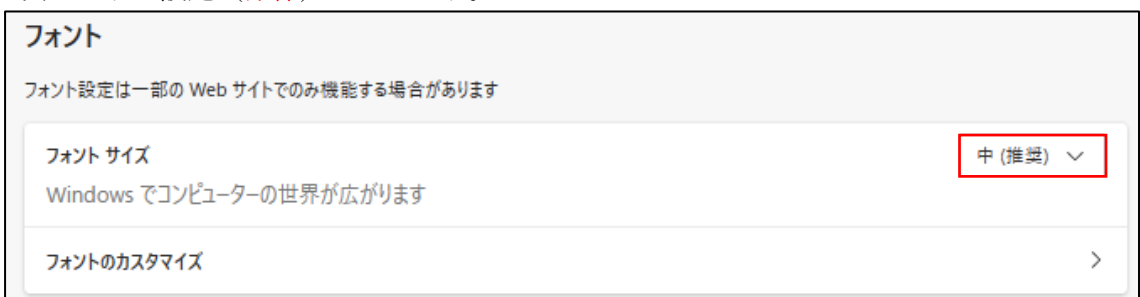 フォント
フォント設定は一部の Web サイトでのみ機能する場合があります
フォント サイズ
中 (推奨)
Windows でコンピューターの世界が広がります
フォントのカスタマイズ